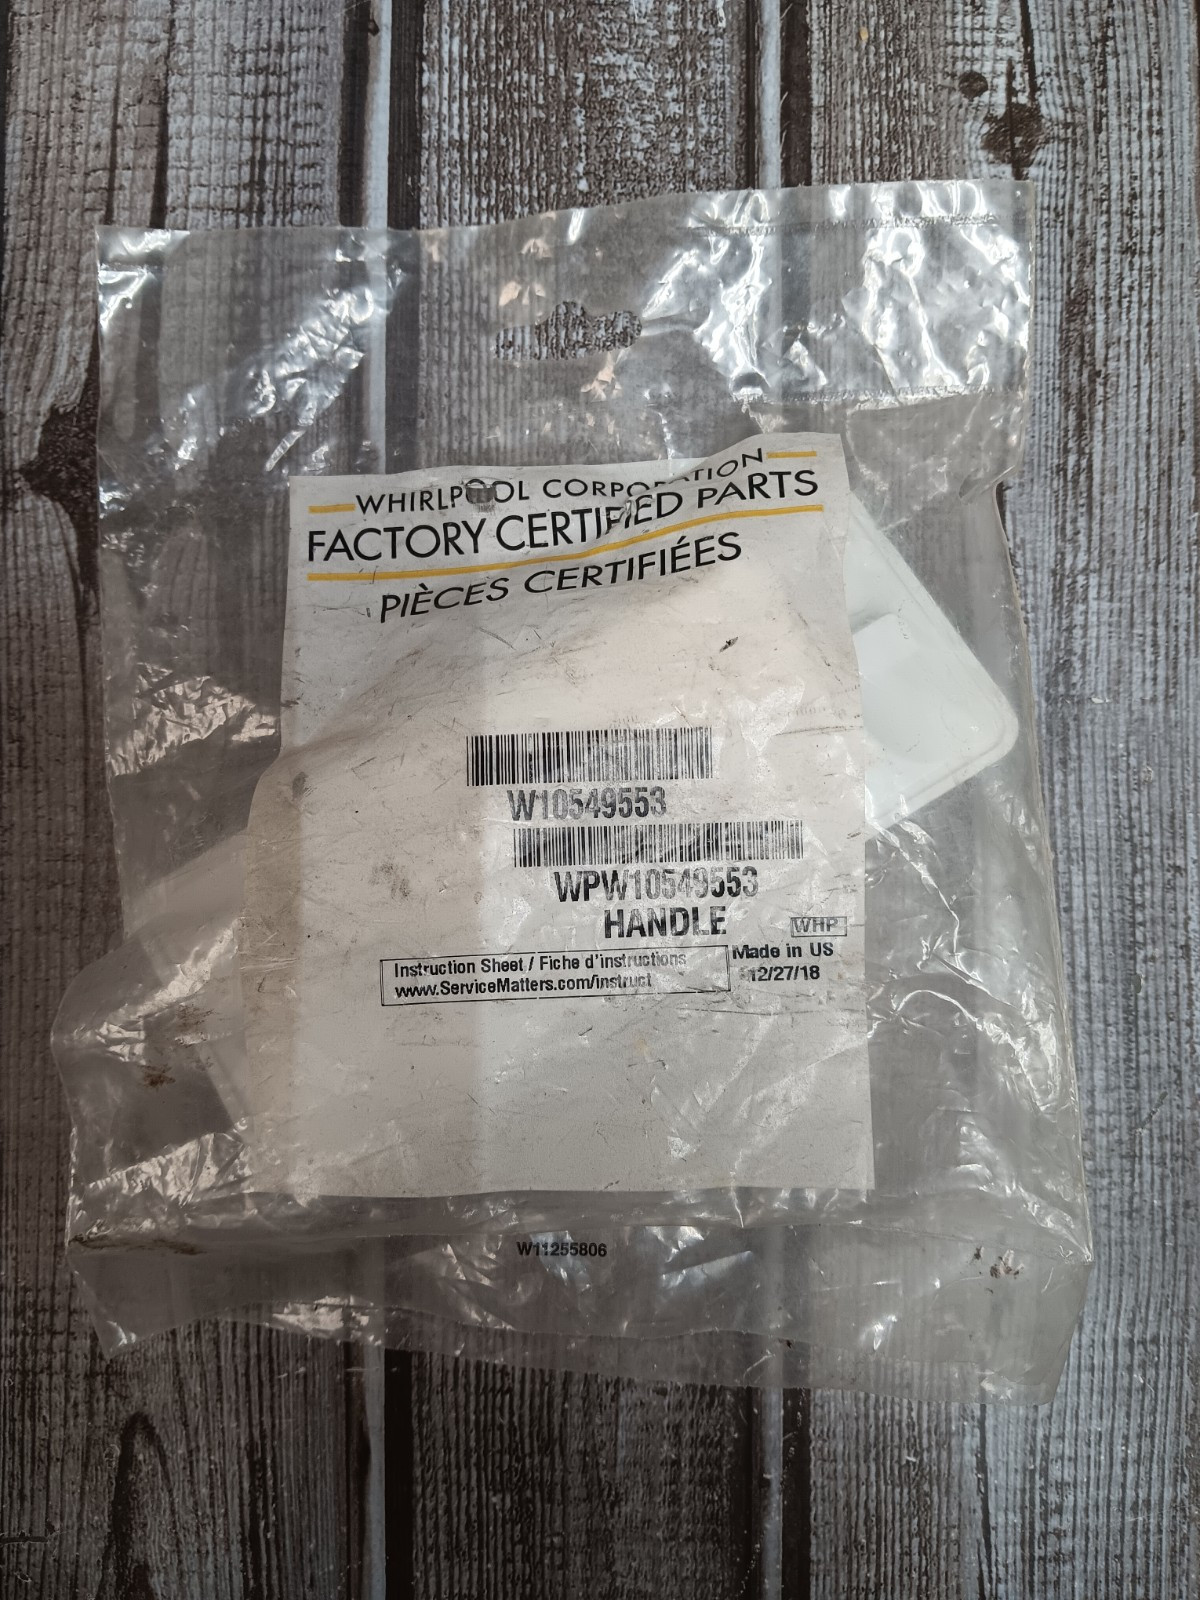 WHIRLPOOL CORPORATION
FACTORY CERTIFIED PARTS
PIÈCES CERTIFIÉES
W10549553
WPW10549553
HANDLE
WHP
Instruction Sheet / Fiche d'instructions
www.ServiceMatters.com/instruct
Made in US
12/27/18
W11255806